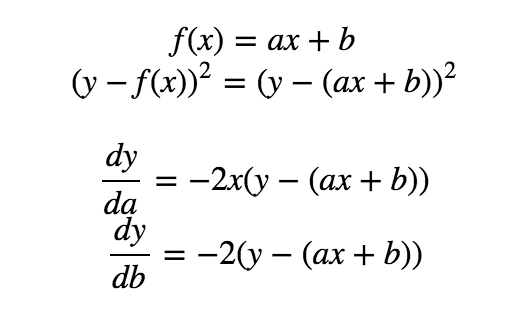 f(x) = ax + b
(y − f(x))² = (y − (ax + b))²
dy/da = −2x(y − (ax + b))
dy/db = −2(y − (ax + b))